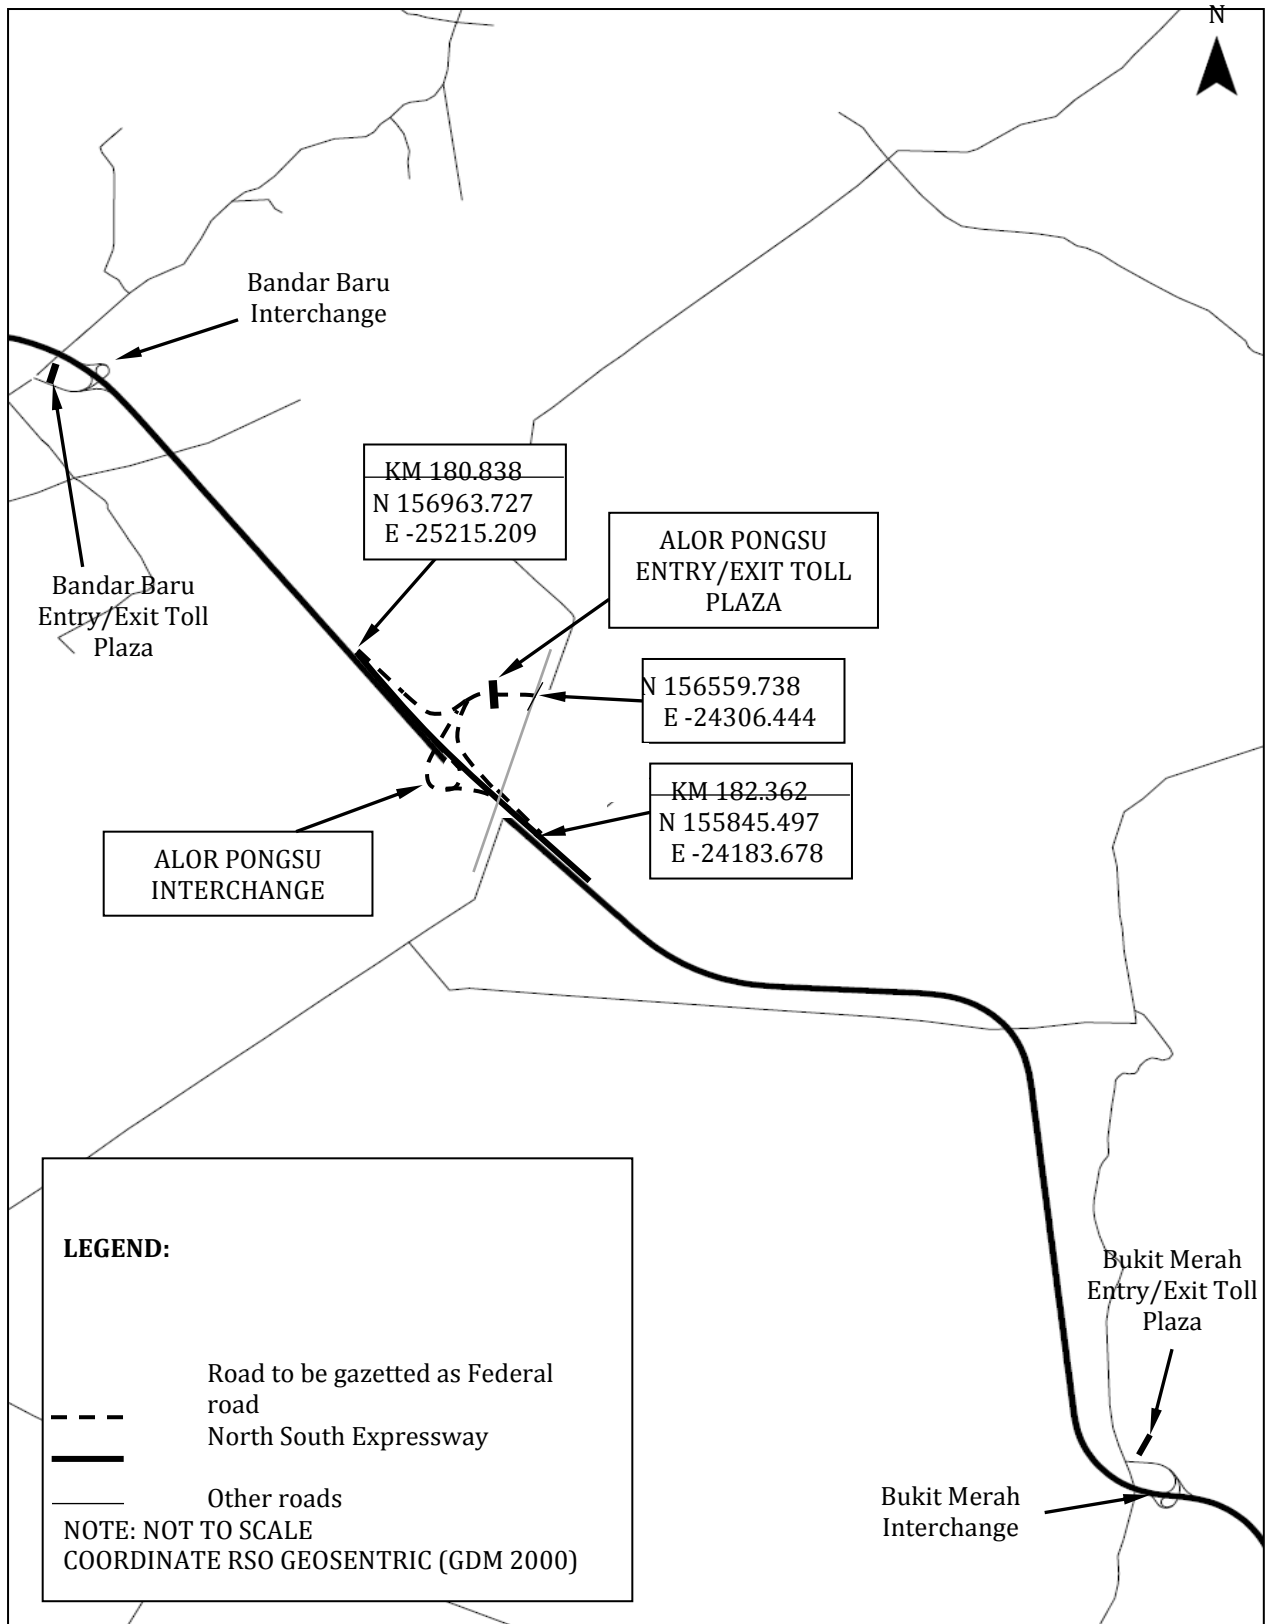 N
Bandar Baru
Interchange
KM 180.838
N 156963.727
E -25215.209
ALOR PONGSU
ENTRY/EXIT TOLL
PLAZA
Bandar Baru
Entry/Exit Toll
Plaza
N 156559.738
E -24306.444
KM 182.362
N 155845.497
E -24183.678
ALOR PONGSU
INTERCHANGE
LEGEND:
Road to be gazetted as Federal
road
North South Expressway
Other roads
NOTE: NOT TO SCALE
COORDINATE RSO GEOSENTRIC (GDM 2000)
Bukit Merah
Entry/Exit Toll
Plaza
Bukit Merah
Interchange